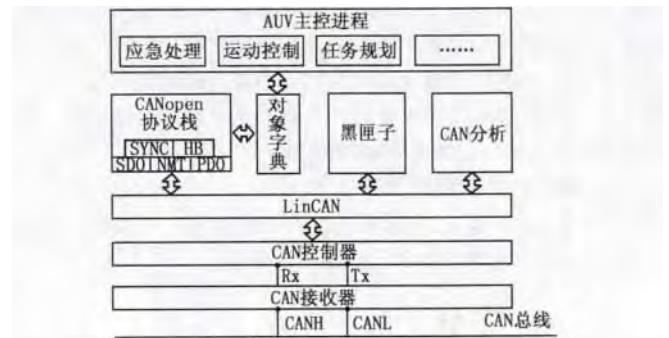 AUV主控进程
应急处理 运动控制 任务规划 ……
CANopen
协议栈
SYNC HB
SDO NMT PDO
对象字典
黑匣子
CAN分析
LinCAN
CAN控制器
Rx Tx
CAN接收器
CANH CANL CAN总线